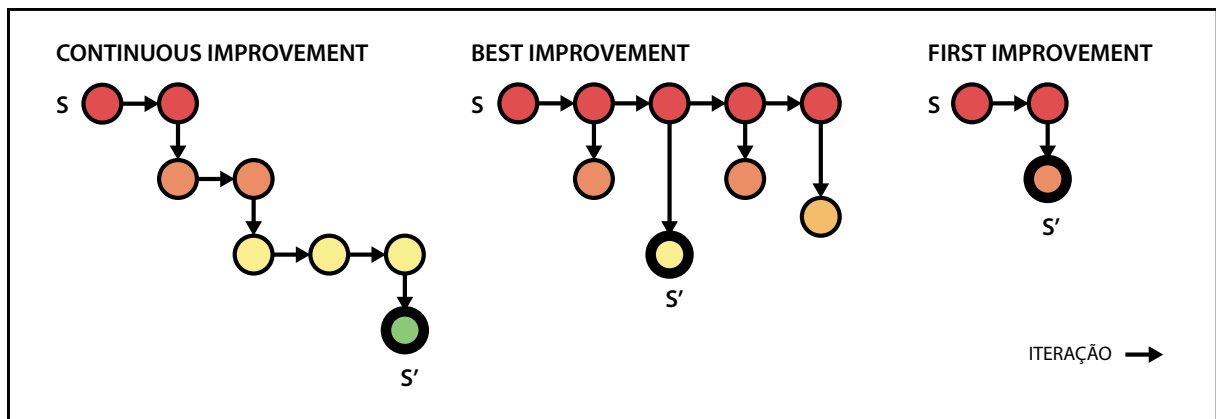 CONTINUOUS IMPROVEMENT
S
S’
BEST IMPROVEMENT
S
S’
FIRST IMPROVEMENT
S
S’
ITERAÇÃO